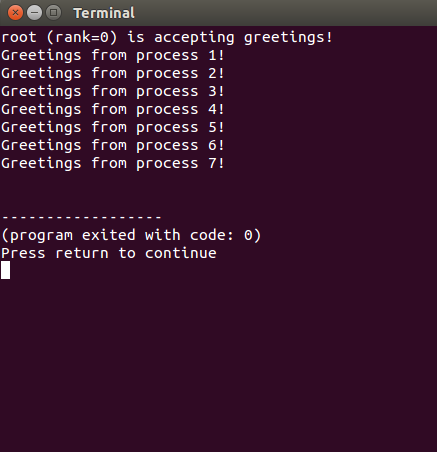 Terminal
root (rank=0) is accepting greetings!
Greetings from process 1!
Greetings from process 2!
Greetings from process 3!
Greetings from process 4!
Greetings from process 5!
Greetings from process 6!
Greetings from process 7!
------------------
(program exited with code: 0)
Press return to continue